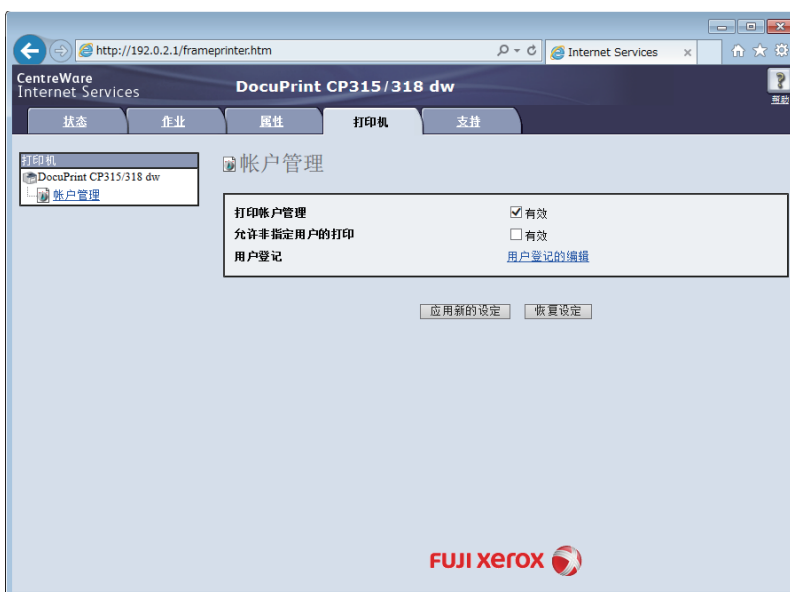 http://192.0.2.1/frameprinter.htm
Internet Services
CentreWare
Internet Services
DocuPrint CP315/318 dw
帮助
状态
作业
属性
打印机
支持
打印机
DocuPrint CP315/318 dw
帐户管理
帐户管理
打印帐户管理
有效
允许非指定用户的打印
有效
用户登记
用户登记的编辑
应用新的设定
恢复设定
FUJI xerox